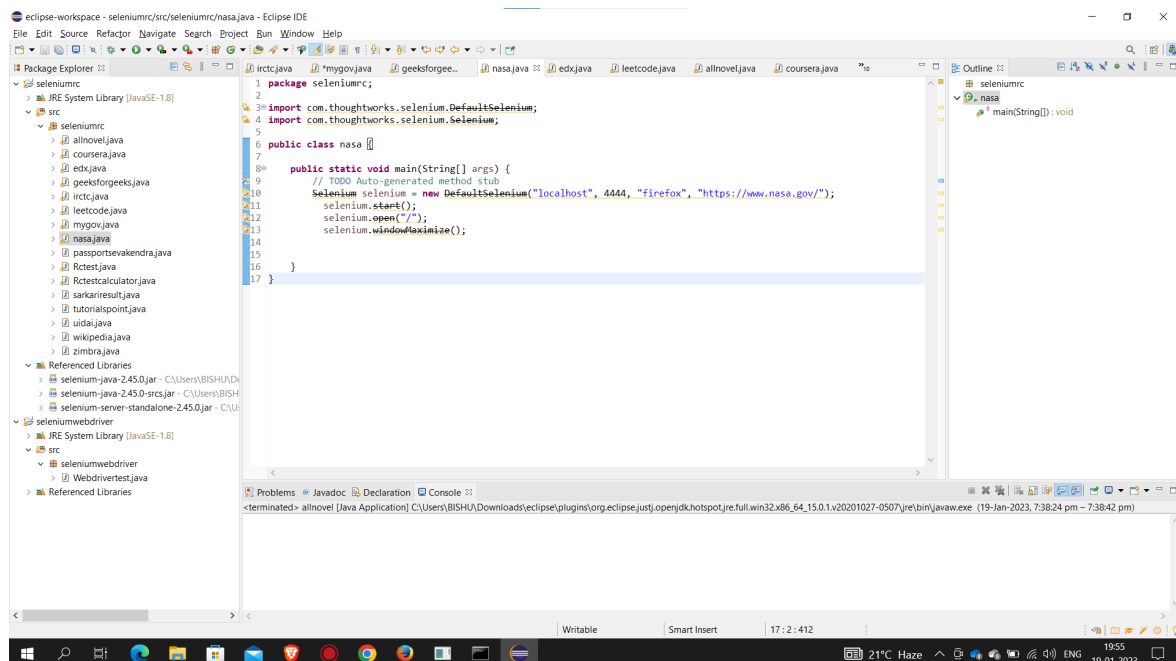 eclipse-workspace - seleniumrc/src/seleniumrc/nasa.java - Eclipse IDE
File Edit Source Refactor Navigate Search Project Run Window Help
Package Explorer
irctc.java *mygov.java geeksforgee... nasa.java edx.java leetcode.java allnovel.java coursera.java »10
Outline
seleniumrc
JRE System Library [JavaSE-1.8]
src
seleniumrc
allnovel.java
coursera.java
edx.java
geeksforgeeks.java
irctc.java
leetcode.java
mygov.java
nasa.java
passportsevakendra.java
Rctest.java
Rctestcalculator.java
sarkariresult.java
tutorialspoint.java
uidai.java
wikipedia.java
zimbra.java
Referenced Libraries
selenium-java-2.45.0.jar - C:\Users\BISHU\Do
selenium-java-2.45.0-srcs.jar - C:\Users\BISH
selenium-server-standalone-2.45.0.jar - C:\Us
seleniumwebdriver
JRE System Library [JavaSE-1.8]
src
seleniumwebdriver
Webdrivertest.java
Referenced Libraries
1 package seleniumrc;
2
3 import com.thoughtworks.selenium.DefaultSelenium;
4 import com.thoughtworks.selenium.Selenium;
5
6 public class nasa {
7
8 public static void main(String[] args) {
9 // TODO Auto-generated method stub
10 Selenium selenium = new DefaultSelenium("localhost", 4444, "firefox", "https://www.nasa.gov/");
11 selenium.start();
12 selenium.open("/");
13 selenium.windowMaximize();
14
15
16 }
17 }
seleniumrc
nasa
main(String[]) : void
Problems Javadoc Declaration Console
<terminated> allnovel [Java Application] C:\Users\BISHU\Downloads\eclipse\plugins\org.eclipse.justj.openjdk.hotspot.jre.full.win32.x86_64_15.0.1.v20201027-0507\jre\bin\javaw.exe (19-Jan-2023, 7:38:24 pm – 7:38:42 pm)
Writable Smart Insert 17 : 2 : 412
21°C Haze ENG 19:55
19-01-2023